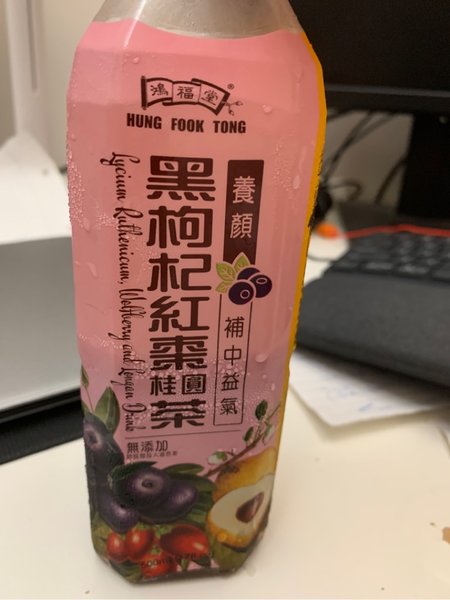 鴻福堂®
HUNG FOOK TONG
養顏
補中益氣
黑枸杞紅棗桂圓茶
Lycium Ruthenicum, Wolfberry and Logan Drink
無添加